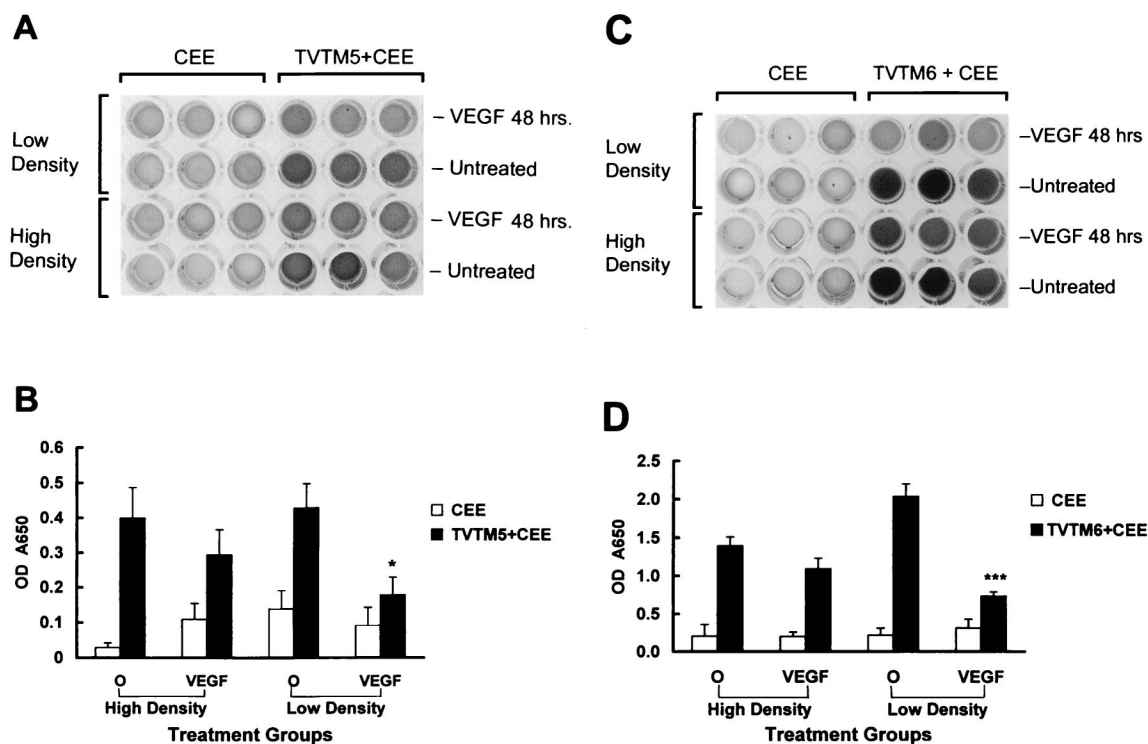 A
CEE TVTM5+CEE
Low Density
– VEGF 48 hrs.
– Untreated
High Density
– VEGF 48 hrs.
– Untreated
C
CEE TVTM6 + CEE
Low Density
–VEGF 48 hrs
–Untreated
High Density
–VEGF 48 hrs
–Untreated
B
OD A650
0.6
0.5
0.4
0.3
0.2
0.1
0
*
CEE
TVTM5+CEE
O VEGF O VEGF
High Density Low Density
Treatment Groups
D
OD A650
2.5
2.0
1.5
1.0
0.5
0.0
***
CEE
TVTM6+CEE
O VEGF O VEGF
High Density Low Density
Treatment Groups